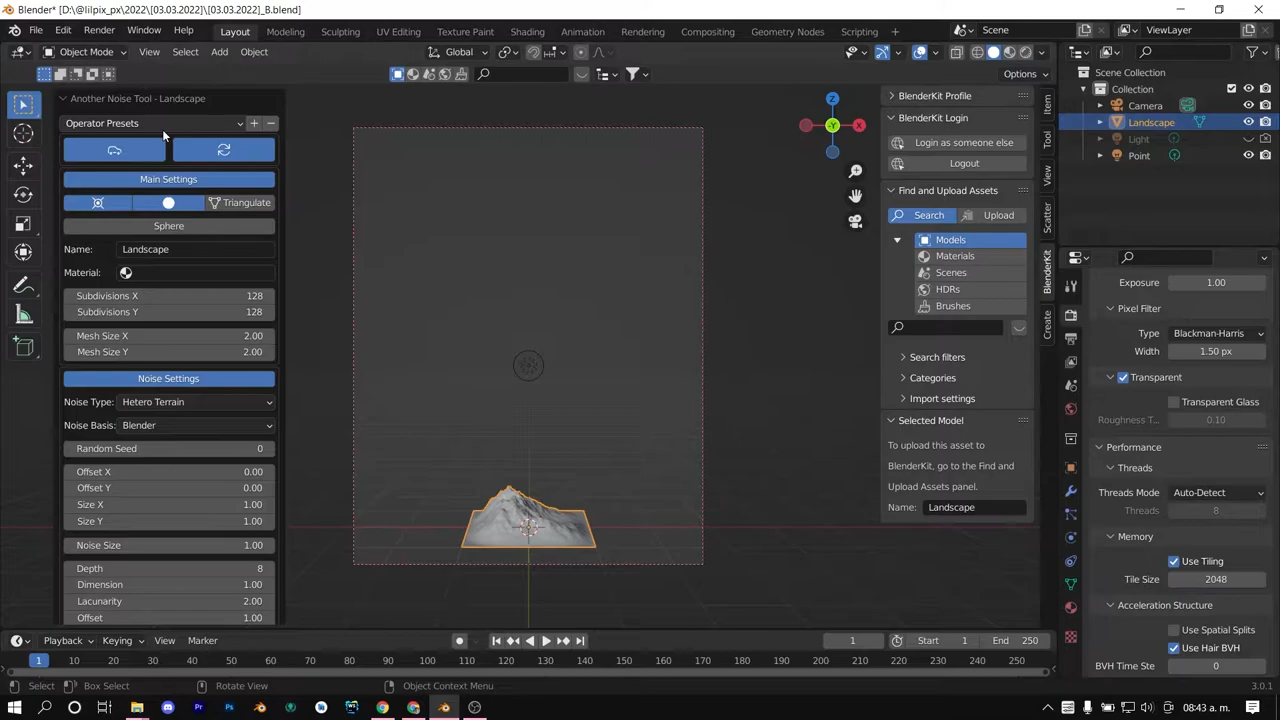 Blender* [D:\@lilpix_px\2022\[03.03.2022]\[03.03.2022]_B.blend]
File Edit Render Window Help Layout Modeling Sculpting UV Editing Texture Paint Shading Animation Rendering Compositing Geometry Nodes Scripting + Scene ViewLayer
Object Mode View Select Add Object Global
Options
Scene Collection
Collection
Camera
Landscape
Light
Point
Another Noise Tool - Landscape
Operator Presets
Main Settings
Triangulate
Sphere
Name: Landscape
Material:
Subdivisions X 128
Subdivisions Y 128
Mesh Size X 2.00
Mesh Size Y 2.00
Noise Settings
Noise Type: Hetero Terrain
Noise Basis: Blender
Random Seed 0
Offset X 0.00
Offset Y 0.00
Size X 1.00
Size Y 1.00
Noise Size 1.00
Depth 8
Dimension 1.00
Lacunarity 2.00
Offset 1.00
X
Z
-Y
BlenderKit Profile
BlenderKit Login
Login as someone else
Logout
Find and Upload Assets
Search Upload
Models
Materials
Scenes
HDRs
Brushes
Search filters
Categories
Import settings
Selected Model
To upload this asset to
BlenderKit, go to the Find and
Upload Assets panel.
Name: Landscape
Item
Tool
View
Scatter
BlenderKit
Create
Exposure 1.00
Pixel Filter
Type Blackman-Harris
Width 1.50 px
Transparent
Transparent Glass
Roughness T... 0.10
Performance
Threads
Threads Mode Auto-Detect
Threads 8
Memory
Use Tiling
Tile Size 2048
Acceleration Structure
Use Spatial Splits
Use Hair BVH
BVH Time Ste 0
Playback Keying View Marker 1 Start 1 End 250
1 10 20 30 40 50 60 70 80 90 100 110 120 130 140 150 160 170 180 190 200 210 220 230 240 250
Select Box Select Rotate View Object Context Menu 3.0.1
Ps 08:43 a. m.